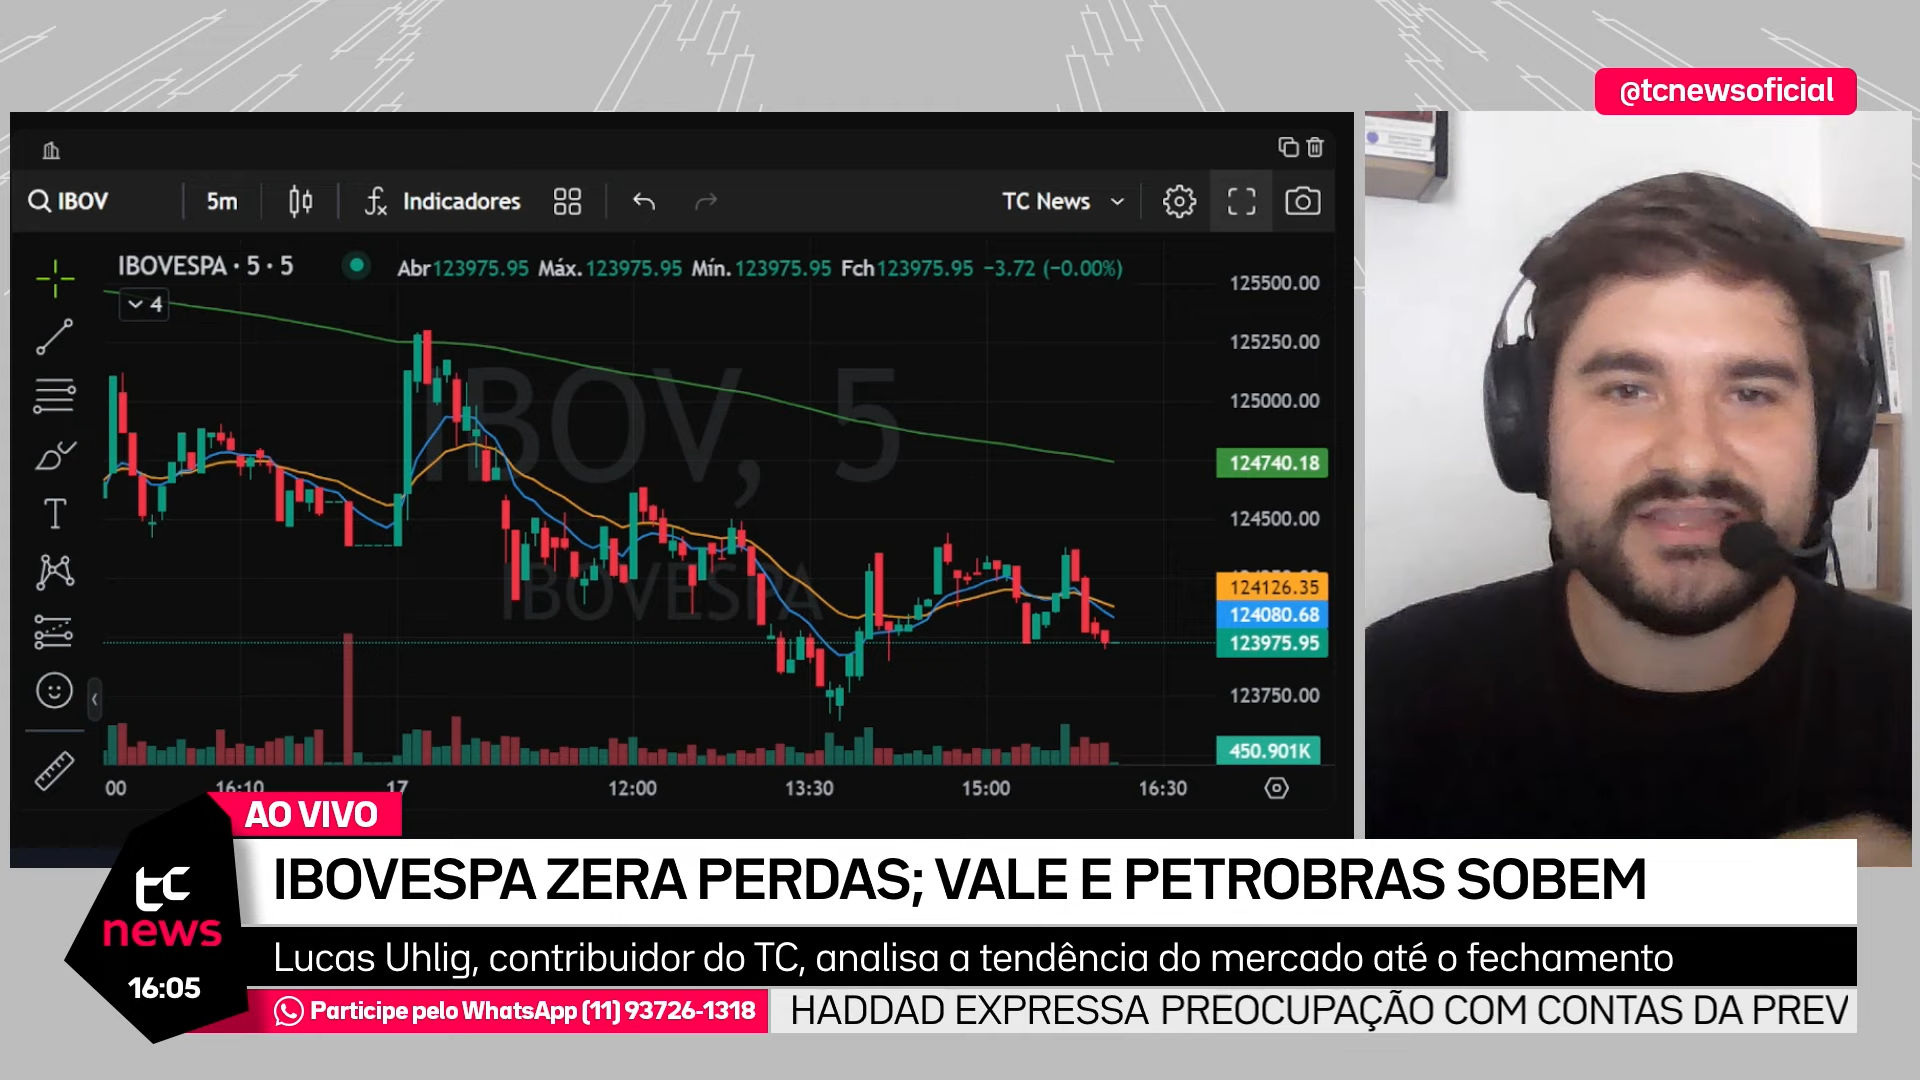 @tcnewsoficial
IBOV
5m
Indicadores
TC News
IBOVESPA · 5 · 5
Abr123975.95 Máx.123975.95 Mín.123975.95 Fch123975.95 −3.72 (−0.00%)
4
IBOV, 5
IBOVESPA
125500.00
125250.00
125000.00
124740.18
124500.00
124126.35
124080.68
123975.95
123750.00
450.901K
00 16:10 17 12:00 13:30 15:00 16:30
AO VIVO
IBOVESPA ZERA PERDAS; VALE E PETROBRAS SOBEM
tc
news
16:05
Lucas Uhlig, contribuidor do TC, analisa a tendência do mercado até o fechamento
Participe pelo WhatsApp (11) 93726-1318
HADDAD EXPRESSA PREOCUPAÇÃO COM CONTAS DA PREV